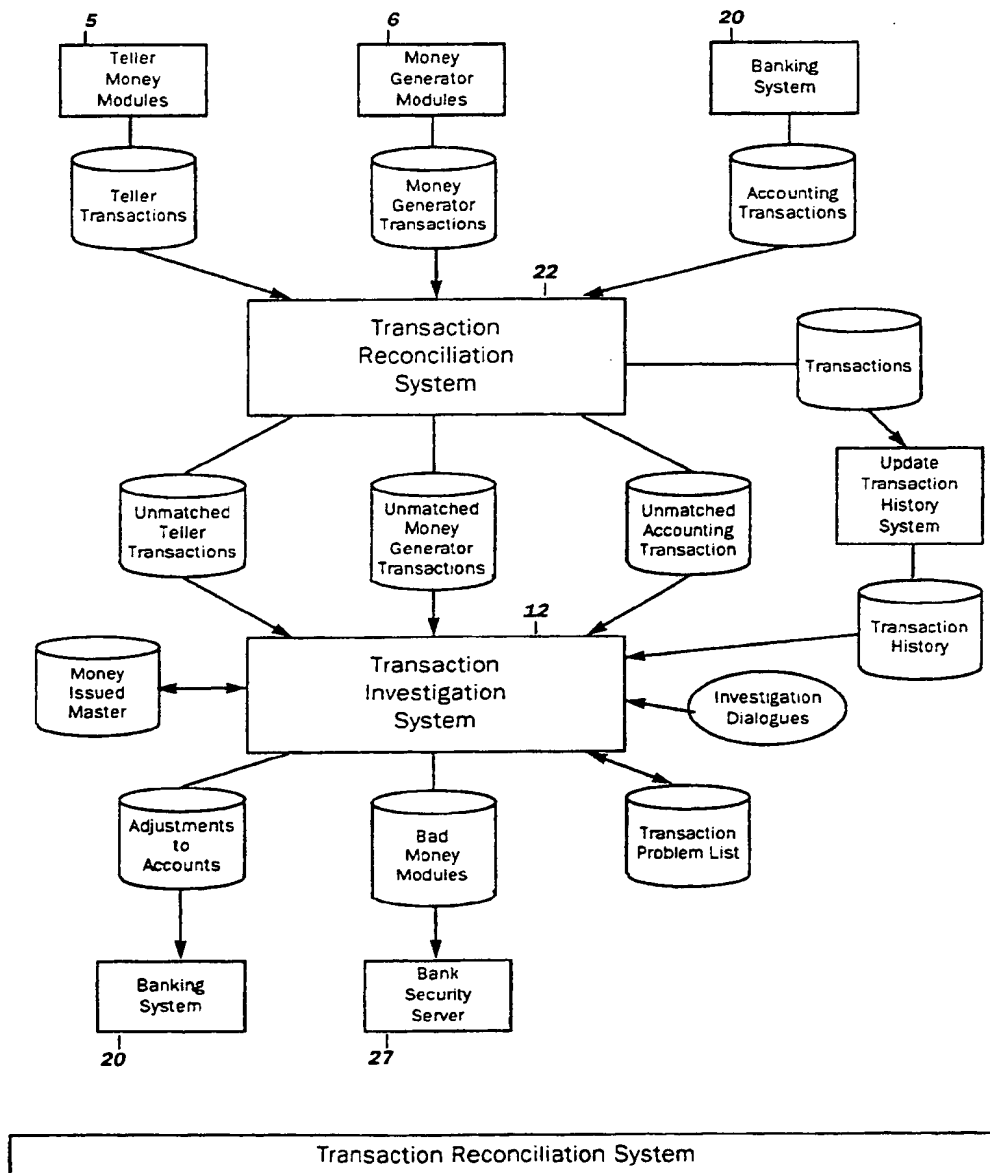 5
6
20
Teller
Money
Modules
Money
Generator
Modules
Banking
System
Teller
Transactions
Money
Generator
Transactions
Accounting
Transactions
22
Transaction
Reconciliation
System
Transactions
Unmatched
Teller
Transactions
Unmatched
Money
Generator
Transactions
Unmatched
Accounting
Transaction
Update
Transaction
History
System
12
Transaction
History
Money
Issued
Master
Transaction
Investigation
System
Investigation
Dialogues
Adjustments
to
Accounts
Bad
Money
Modules
Transaction
Problem List
Banking
System
Bank
Security
Server
20
27
Transaction Reconciliation System